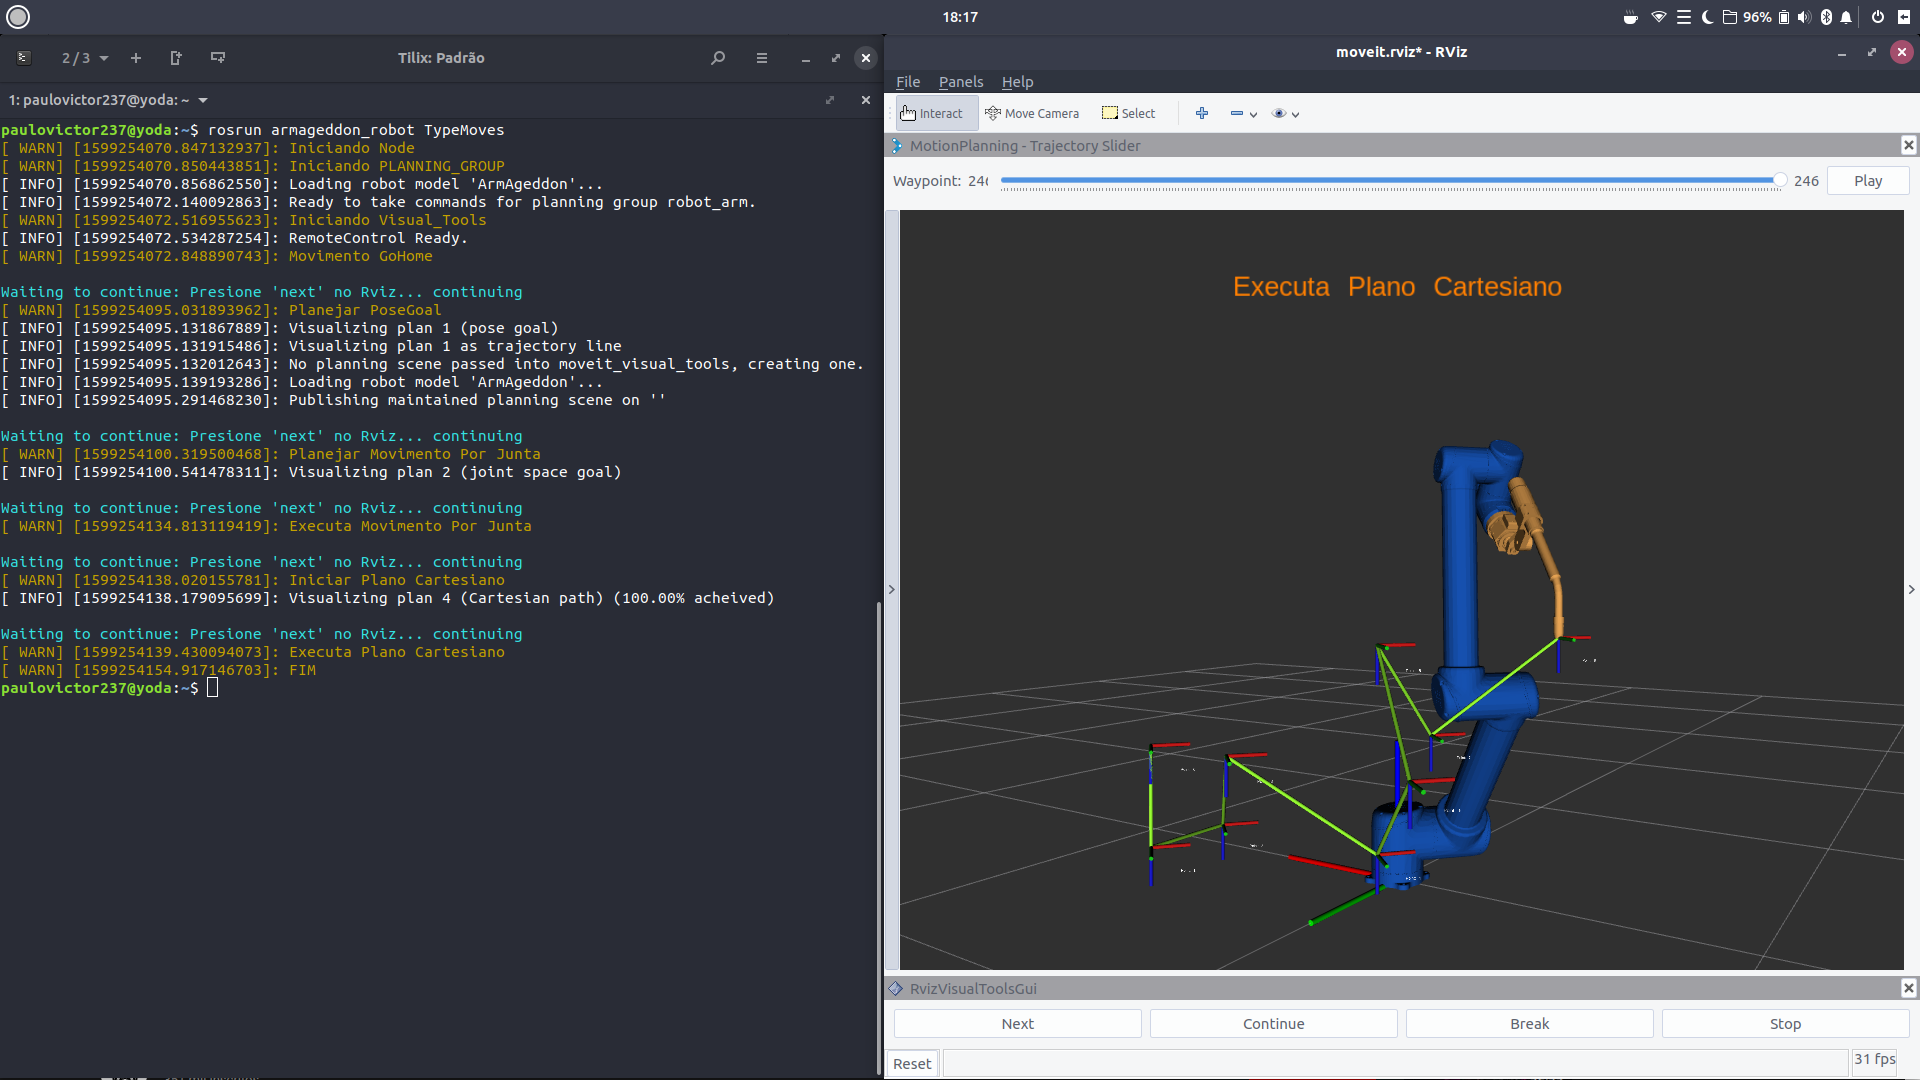 18:17
96%
2 / 3
Tilix: Padrão
1: paulovictor237@yoda: ~
paulovictor237@yoda:~$ rosrun armageddon_robot TypeMoves
[ WARN] [1599254070.847132937]: Iniciando Node
[ WARN] [1599254070.850443851]: Iniciando PLANNING_GROUP
[ INFO] [1599254070.856862550]: Loading robot model 'ArmAgeddon'...
[ INFO] [1599254072.140092863]: Ready to take commands for planning group robot_arm.
[ WARN] [1599254072.516955623]: Iniciando Visual_Tools
[ INFO] [1599254072.534287254]: RemoteControl Ready.
[ WARN] [1599254072.848890743]: Movimento GoHome
Waiting to continue: Presione 'next' no Rviz... continuing
[ WARN] [1599254095.031893962]: Planejar PoseGoal
[ INFO] [1599254095.131867889]: Visualizing plan 1 (pose goal)
[ INFO] [1599254095.131915486]: Visualizing plan 1 as trajectory line
[ INFO] [1599254095.132012643]: No planning scene passed into moveit_visual_tools, creating one.
[ INFO] [1599254095.139193286]: Loading robot model 'ArmAgeddon'...
[ INFO] [1599254095.291468230]: Publishing maintained planning scene on ''
Waiting to continue: Presione 'next' no Rviz... continuing
[ WARN] [1599254100.319500468]: Planejar Movimento Por Junta
[ INFO] [1599254100.541478311]: Visualizing plan 2 (joint space goal)
Waiting to continue: Presione 'next' no Rviz... continuing
[ WARN] [1599254134.813119419]: Executa Movimento Por Junta
Waiting to continue: Presione 'next' no Rviz... continuing
[ WARN] [1599254138.020155781]: Iniciar Plano Cartesiano
[ INFO] [1599254138.179095699]: Visualizing plan 4 (Cartesian path) (100.00% acheived)
Waiting to continue: Presione 'next' no Rviz... continuing
[ WARN] [1599254139.430094073]: Executa Plano Cartesiano
[ WARN] [1599254154.917146703]: FIM
paulovictor237@yoda:~$
moveit.rviz* - RViz
File Panels Help
Interact Move Camera Select
MotionPlanning - Trajectory Slider
Waypoint: 246 246 Play
Executa Plano Cartesiano
RvizVisualToolsGui
Next Continue Break Stop
Reset 31 fps